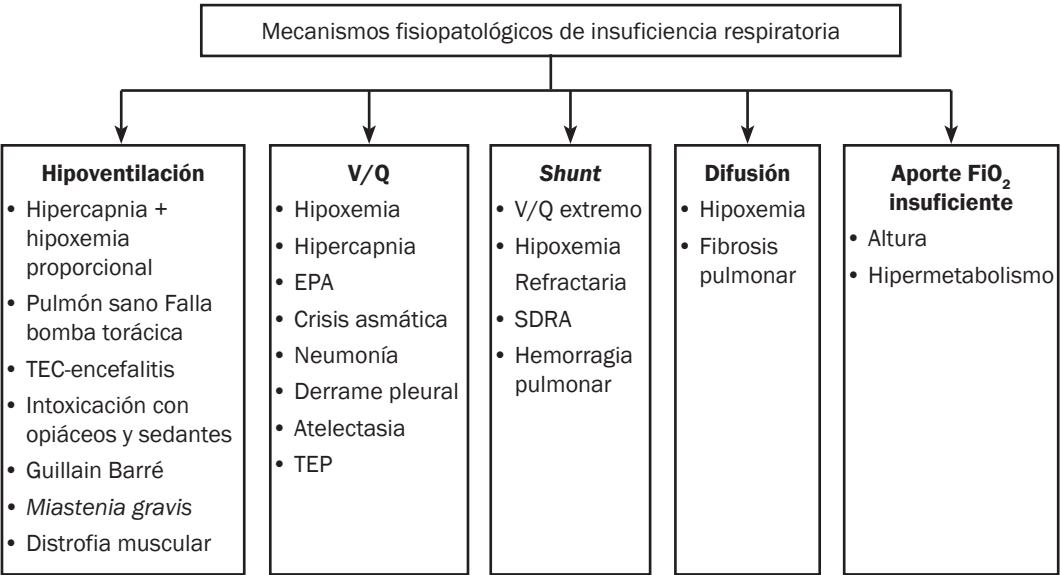 Mecanismos fisiopatológicos de insuficiencia respiratoria
Hipoventilación
• Hipercapnia +
hipoxemia
proporcional
• Pulmón sano Falla
bomba torácica
• TEC-encefalitis
• Intoxicación con
opiáceos y sedantes
• Guillain Barré
• Miastenia gravis
• Distrofia muscular
V/Q
• Hipoxemia
• Hipercapnia
• EPA
• Crisis asmática
• Neumonía
• Derrame pleural
• Atelectasia
• TEP
Shunt
• V/Q extremo
• Hipoxemia
Refractaria
• SDRA
• Hemorragia
pulmonar
Difusión
• Hipoxemia
• Fibrosis
pulmonar
Aporte FiO₂
insuficiente
• Altura
• Hipermetabolismo